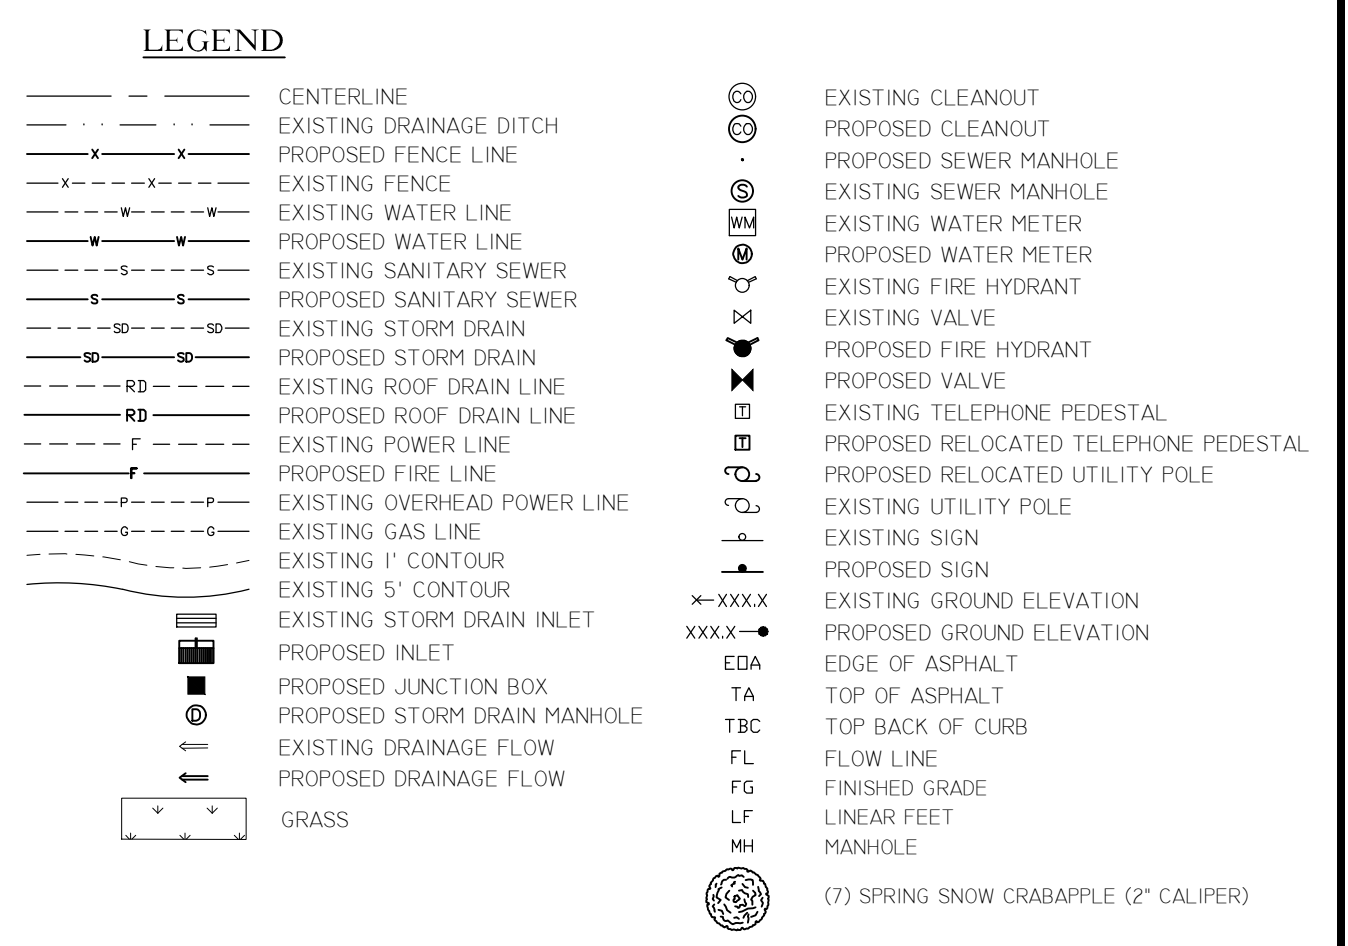 LEGEND
CENTERLINE
EXISTING DRAINAGE DITCH
X X PROPOSED FENCE LINE
X X EXISTING FENCE
W W EXISTING WATER LINE
W W PROPOSED WATER LINE
S S EXISTING SANITARY SEWER
S S PROPOSED SANITARY SEWER
SD SD EXISTING STORM DRAIN
SD SD PROPOSED STORM DRAIN
RD EXISTING ROOF DRAIN LINE
RD PROPOSED ROOF DRAIN LINE
F EXISTING POWER LINE
F PROPOSED FIRE LINE
P P EXISTING OVERHEAD POWER LINE
G G EXISTING GAS LINE
EXISTING 1' CONTOUR
EXISTING 5' CONTOUR
EXISTING STORM DRAIN INLET
PROPOSED INLET
PROPOSED JUNCTION BOX
D PROPOSED STORM DRAIN MANHOLE
EXISTING DRAINAGE FLOW
PROPOSED DRAINAGE FLOW
GRASS
CO EXISTING CLEANOUT
CO PROPOSED CLEANOUT
PROPOSED SEWER MANHOLE
S EXISTING SEWER MANHOLE
WM EXISTING WATER METER
M PROPOSED WATER METER
EXISTING FIRE HYDRANT
EXISTING VALVE
PROPOSED FIRE HYDRANT
PROPOSED VALVE
T EXISTING TELEPHONE PEDESTAL
T PROPOSED RELOCATED TELEPHONE PEDESTAL
PROPOSED RELOCATED UTILITY POLE
EXISTING UTILITY POLE
EXISTING SIGN
PROPOSED SIGN
XXX.X EXISTING GROUND ELEVATION
XXX.X PROPOSED GROUND ELEVATION
EOA EDGE OF ASPHALT
TA TOP OF ASPHALT
TBC TOP BACK OF CURB
FL FLOW LINE
FG FINISHED GRADE
LF LINEAR FEET
MH MANHOLE
(7) SPRING SNOW CRABAPPLE (2" CALIPER)